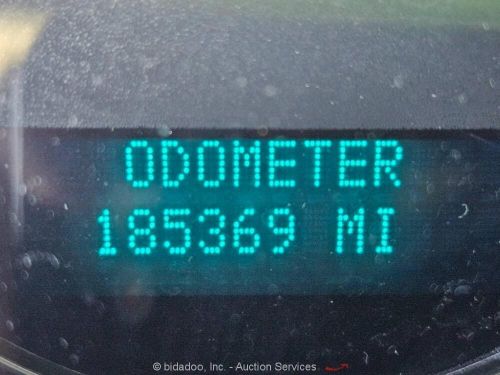 ODOMETER
185369 MI
© bidadoo, Inc. - Auction Services